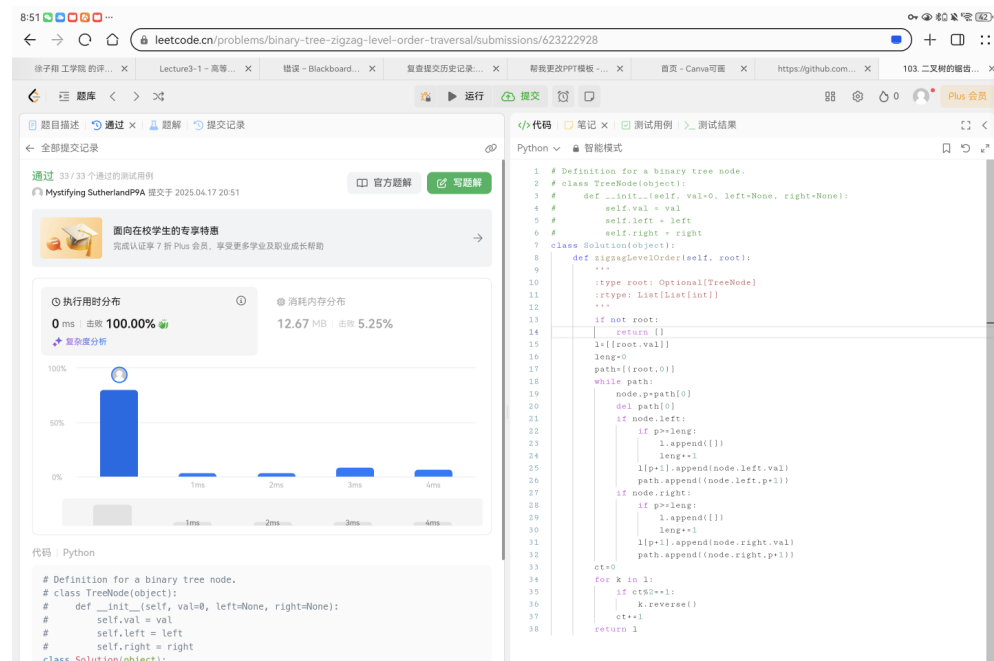 8:51
42
leetcode.cn/problems/binary-tree-zigzag-level-order-traversal/submissions/623222928
徐子翔 工学院 的评... Lecture3-1 – 高等... 错误 – Blackboard... 复查提交历史记录:... 帮我更改PPT模板 -... 首页 – Canva可画 https://github.com... 103. 二叉树的锯齿...
题库 运行 提交 0 Plus 会员
题目描述 通过 题解 提交记录
全部提交记录
通过 33 / 33 个通过的测试用例
Mystifying SutherlandP9A 提交于 2025.04.17 20:51
官方题解 写题解
面向在校学生的专享特惠
完成认证享 7 折 Plus 会员、享受更多学业及职业成长帮助
执行用时分布
0 ms 击败 100.00%
复杂度分析
消耗内存分布
12.67 MB 击败 5.25%
100%
50%
0%
1ms 2ms 3ms 4ms
1ms 2ms 3ms 4ms
代码 Python
# Definition for a binary tree node.
# class TreeNode(object):
#     def __init__(self, val=0, left=None, right=None):
#         self.val = val
#         self.left = left
#         self.right = right
class Solution(object):
代码 笔记 测试用例 测试结果
Python 智能模式
1 # Definition for a binary tree node.
2 # class TreeNode(object):
3 #     def __init__(self, val=0, left=None, right=None):
4 #         self.val = val
5 #         self.left = left
6 #         self.right = right
7 class Solution(object):
8     def zigzagLevelOrder(self, root):
9         """
10         :type root: Optional[TreeNode]
11         :rtype: List[List[int]]
12         """
13         if not root:
14             return []
15         l=[[root.val]]
16         leng=0
17         path=[(root,0)]
18         while path:
19             node,p=path[0]
20             del path[0]
21             if node.left:
22                 if p>=leng:
23                     l.append([])
24                     leng+=1
25                 l[p+1].append(node.left.val)
26                 path.append((node.left,p+1))
27             if node.right:
28                 if p>=leng:
29                     l.append([])
30                     leng+=1
31                 l[p+1].append(node.right.val)
32                 path.append((node.right,p+1))
33         ct=0
34         for k in l:
35             if ct%2==1:
36                 k.reverse()
37             ct+=1
38         return l